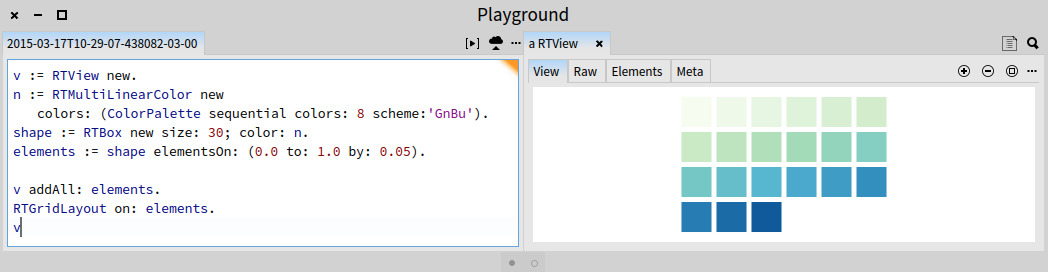 Playground
2015-03-17T10-29-07-438082-03-00
v := RTView new.
n := RTMultiLinearColor new
colors: (ColorPalette sequential colors: 8 scheme:'GnBu').
shape := RTBox new size: 30; color: n.
elements := shape elementsOn: (0.0 to: 1.0 by: 0.05).
v addAll: elements.
RTGridLayout on: elements.
v
a RTView
View Raw Elements Meta